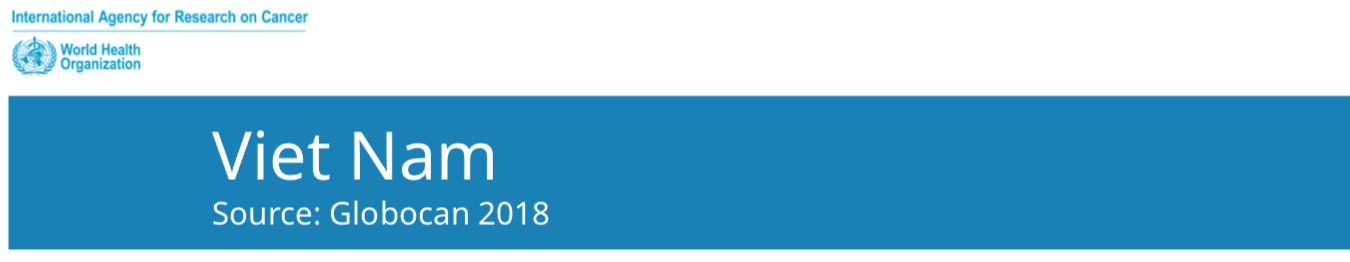 International Agency for Research on Cancer
World Health
Organization
Viet Nam
Source: Globocan 2018